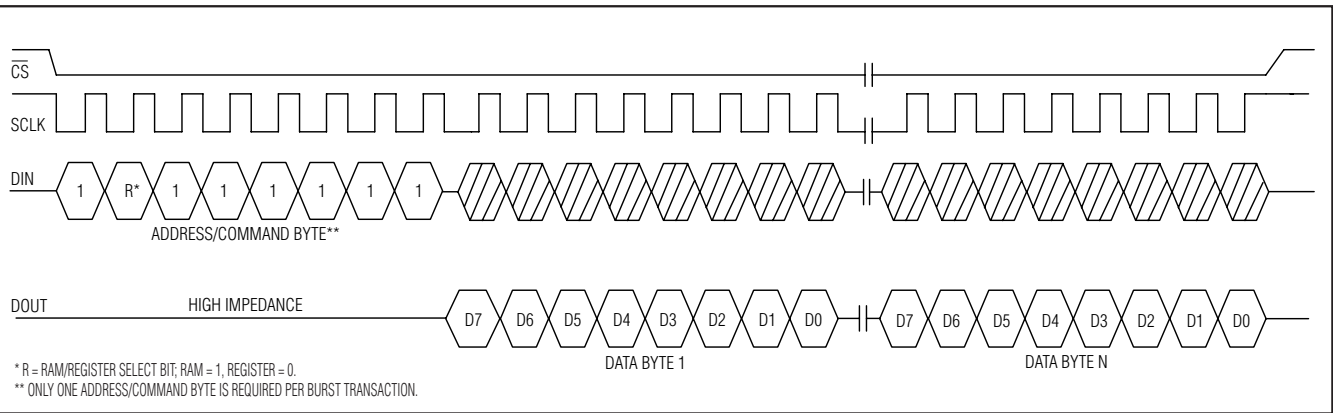 CS
SCLK
DIN
1 R* 1 1 1 1 1 1
ADDRESS/COMMAND BYTE**
DOUT
HIGH IMPEDANCE
D7 D6 D5 D4 D3 D2 D1 D0
D7 D6 D5 D4 D3 D2 D1 D0
DATA BYTE 1
DATA BYTE N
* R = RAM/REGISTER SELECT BIT; RAM = 1, REGISTER = 0.
** ONLY ONE ADDRESS/COMMAND BYTE IS REQUIRED PER BURST TRANSACTION.